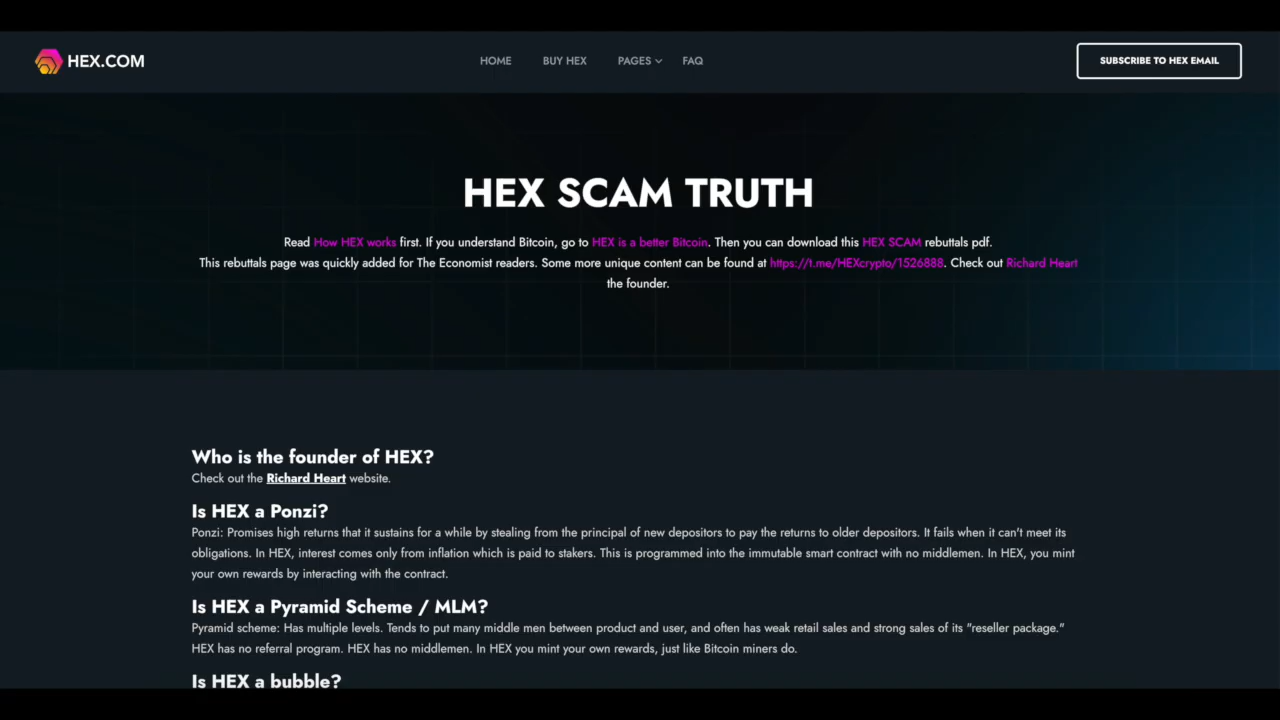 HEX.COM
HOME BUY HEX PAGES FAQ
SUBSCRIBE TO HEX EMAIL
HEX SCAM TRUTH
Read How HEX works first. If you understand Bitcoin, go to HEX is a better Bitcoin. Then you can download this HEX SCAM rebuttals pdf.
This rebuttals page was quickly added for The Economist readers. Some more unique content can be found at https://t.me/HEXcrypto/1526888. Check out Richard Heart
the founder.
Who is the founder of HEX?
Check out the Richard Heart website.
Is HEX a Ponzi?
Ponzi: Promises high returns that it sustains for a while by stealing from the principal of new depositors to pay the returns to older depositors. It fails when it can't meet its
obligations. In HEX, interest comes only from inflation which is paid to stakers. This is programmed into the immutable smart contract with no middlemen. In HEX, you mint
your own rewards by interacting with the contract.
Is HEX a Pyramid Scheme / MLM?
Pyramid scheme: Has multiple levels. Tends to put many middle men between product and user, and often has weak retail sales and strong sales of its "reseller package."
HEX has no referral program. HEX has no middlemen. In HEX you mint your own rewards, just like Bitcoin miners do.
Is HEX a bubble?